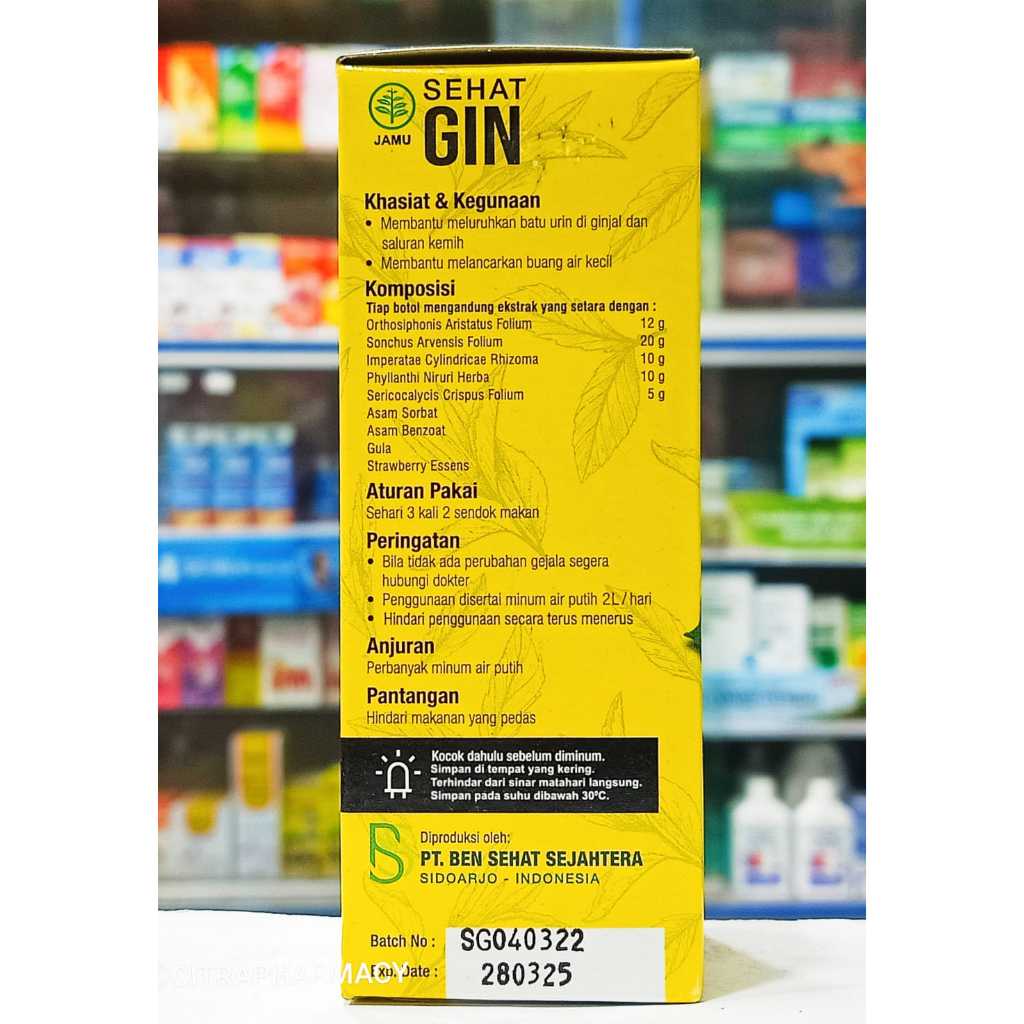 JAMU
SEHAT
GIN
Khasiat & Kegunaan
• Membantu meluruhkan batu urin di ginjal dan
saluran kemih
• Membantu melancarkan buang air kecil
Komposisi
Tiap botol mengandung ekstrak yang setara dengan :
Orthosiphonis Aristatus Folium 12 g
Sonchus Arvensis Folium 20 g
Imperatae Cylindricae Rhizoma 10 g
Phyllanthi Niruri Herba 10 g
Sericocalycis Crispus Folium 5 g
Asam Sorbat
Asam Benzoat
Gula
Strawberry Essens
Aturan Pakai
Sehari 3 kali 2 sendok makan
Peringatan
• Bila tidak ada perubahan gejala segera
hubungi dokter
• Penggunaan disertai minum air putih 2L / hari
• Hindari penggunaan secara terus menerus
Anjuran
Perbanyak minum air putih
Pantangan
Hindari makanan yang pedas
Kocok dahulu sebelum diminum.
Simpan di tempat yang kering.
Terhindar dari sinar matahari langsung.
Simpan pada suhu dibawah 30°C.
Diproduksi oleh:
PT. BEN SEHAT SEJAHTERA
SIDOARJO - INDONESIA
Batch No : SG040322
Exp. Date : 280325